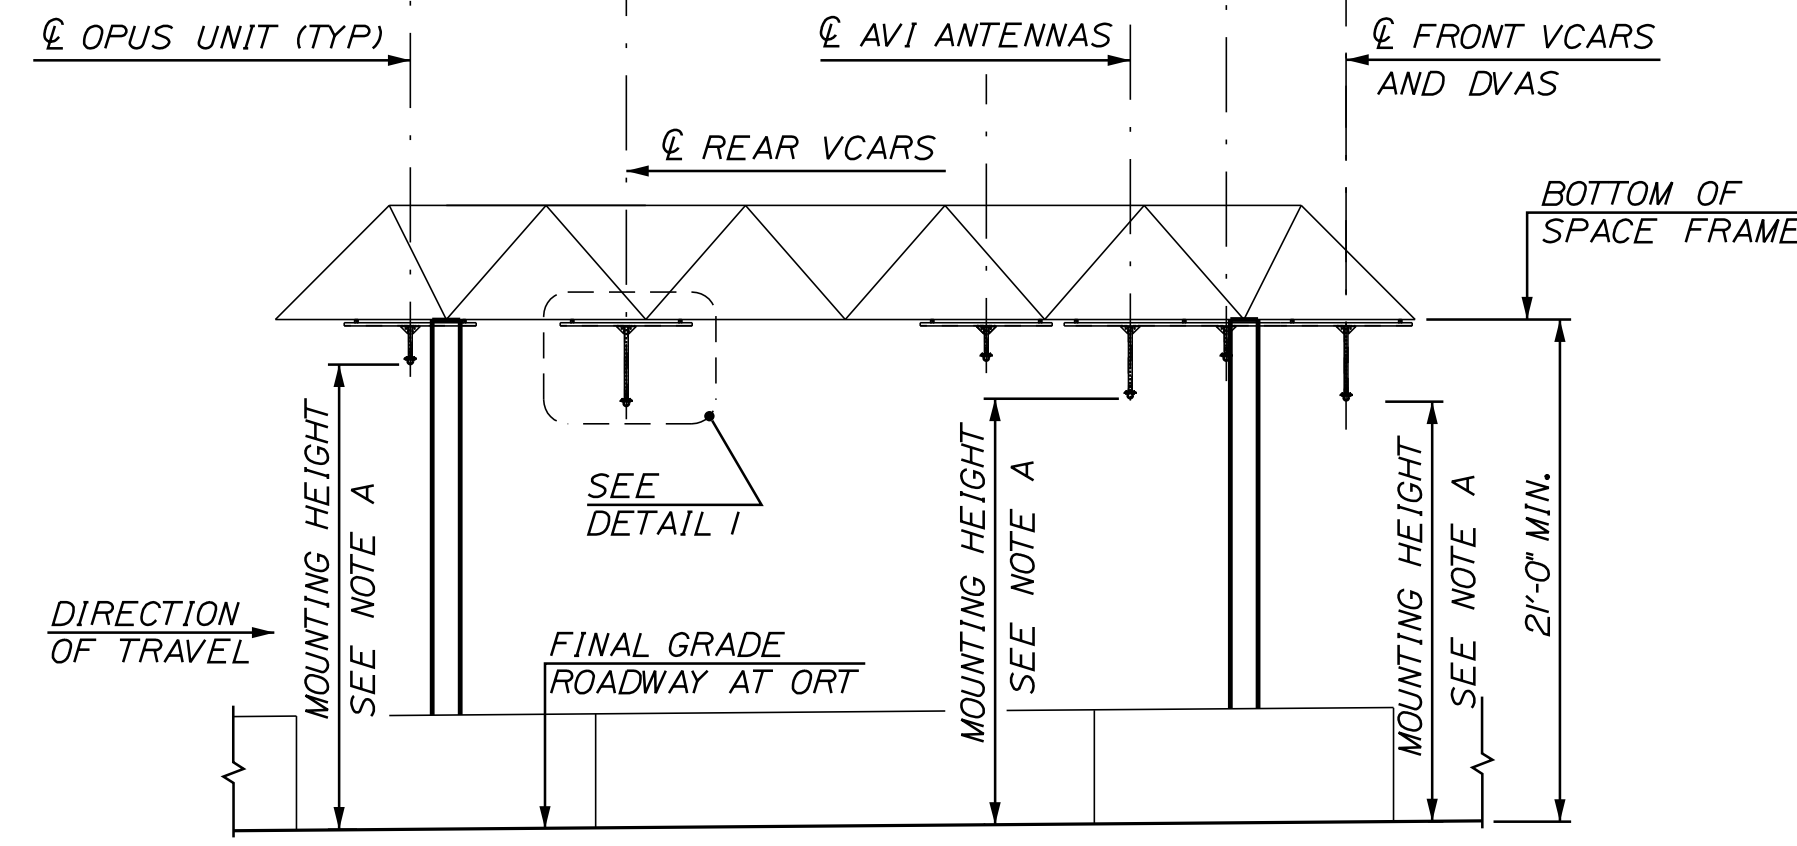 ℄ OPUS UNIT (TYP)
℄ AVI ANTENNAS
℄ FRONT VCARS
AND DVAS
℄ REAR VCARS
BOTTOM OF
SPACE FRAME
MOUNTING HEIGHT
SEE NOTE A
SEE
DETAIL 1
MOUNTING HEIGHT
SEE NOTE A
MOUNTING HEIGHT
SEE NOTE A
21'-0" MIN.
DIRECTION
OF TRAVEL
FINAL GRADE
ROADWAY AT ORT